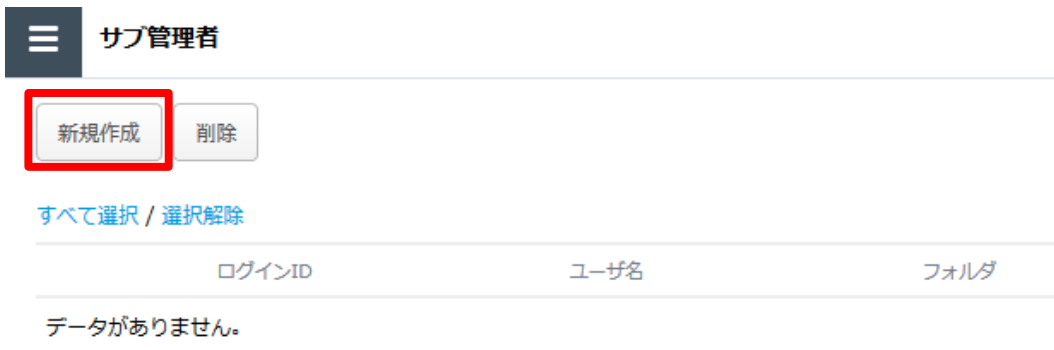 サブ管理者
新規作成 削除
すべて選択 / 選択解除
ログインID ユーザ名 フォルダ
データがありません。